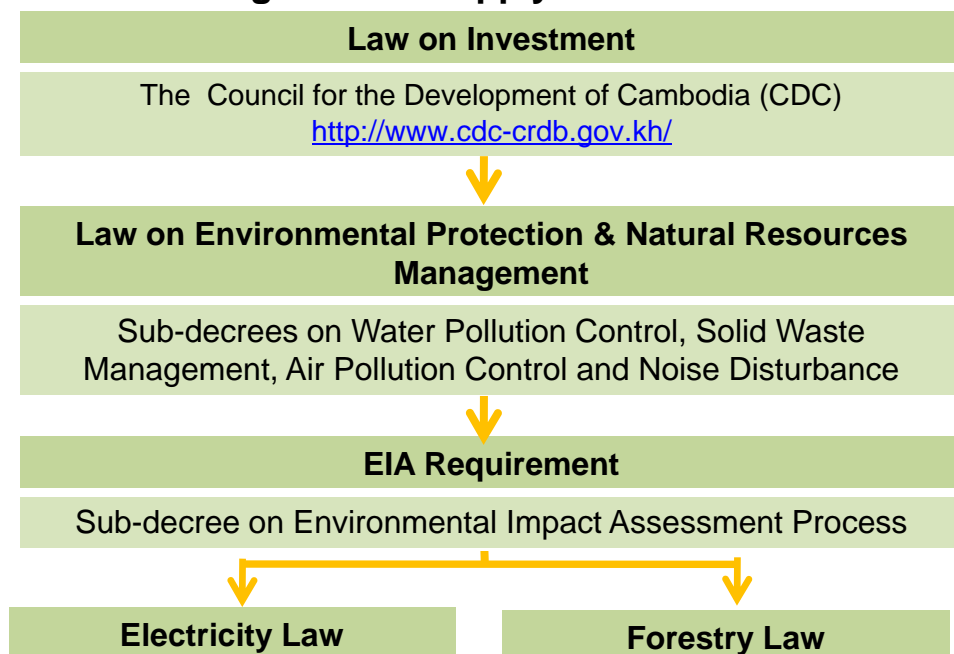 Law on Investment
The Council for the Development of Cambodia (CDC)
http://www.cdc-crdb.gov.kh/
Law on Environmental Protection & Natural Resources
Management
Sub-decrees on Water Pollution Control, Solid Waste
Management, Air Pollution Control and Noise Disturbance
EIA Requirement
Sub-decree on Environmental Impact Assessment Process
Electricity Law
Forestry Law